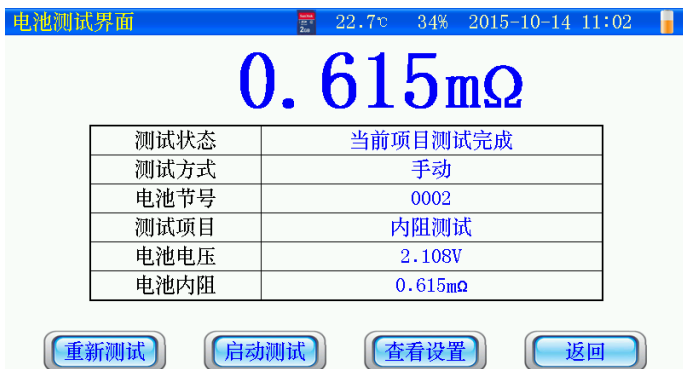 电池测试界面 22.7℃ 34% 2015-10-14 11:02
0.615mΩ
测试状态 当前项目测试完成
测试方式 手动
电池节号 0002
测试项目 内阻测试
电池电压 2.108V
电池内阻 0.615mΩ
重新测试 启动测试 查看设置 返回